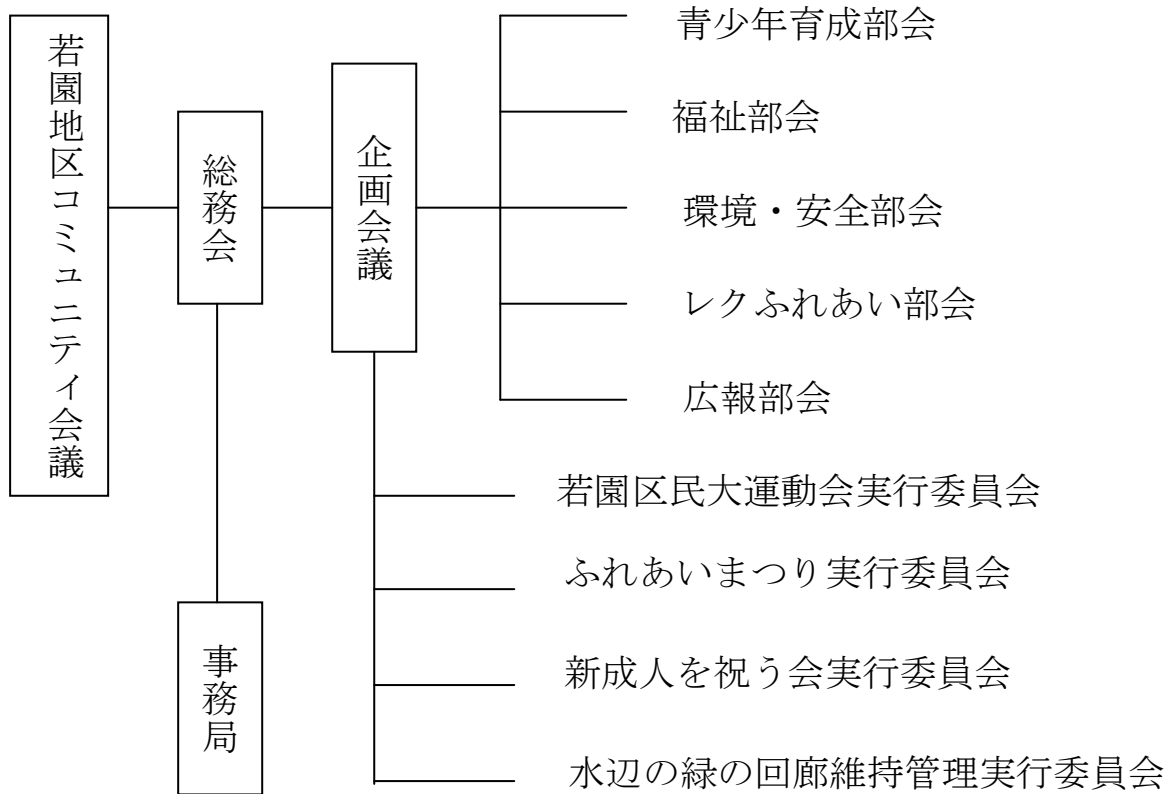 若園地区コミュニティ会議
総務会
事務局
企画会議
青少年育成部会
福祉部会
環境・安全部会
レクふれあい部会
広報部会
若園区民大運動会実行委員会
ふれあいまつり実行委員会
新成人を祝う会実行委員会
水辺の緑の回廊維持管理実行委員会